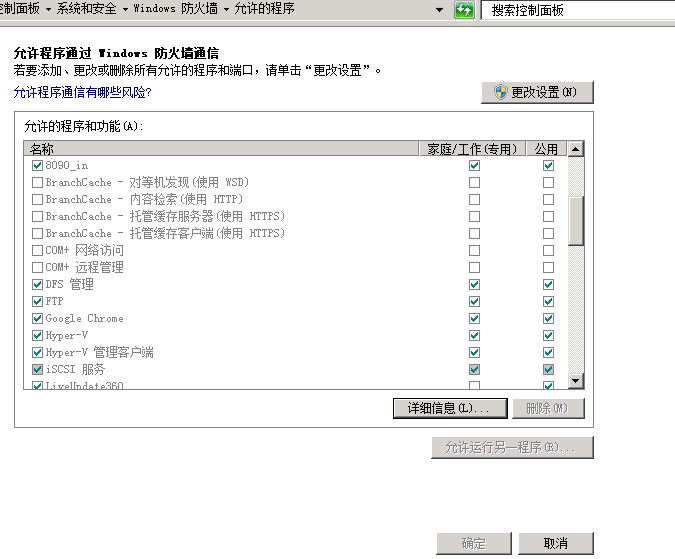 控制面板 ▾ 系统和安全 ▾ Windows 防火墙 ▾ 允许的程序
搜索控制面板
允许程序通过 Windows 防火墙通信
若要添加、更改或删除所有允许的程序和端口，请单击“更改设置”。
允许程序通信有哪些风险?
更改设置(N)
允许的程序和功能(A):
名称 家庭/工作(专用) 公用
8090_in
BranchCache - 对等机发现(使用 WSD)
BranchCache - 内容检索(使用 HTTP)
BranchCache - 托管缓存服务器(使用 HTTPS)
BranchCache - 托管缓存客户端(使用 HTTPS)
COM+ 网络访问
COM+ 远程管理
DFS 管理
FTP
Google Chrome
Hyper-V
Hyper-V 管理客户端
iSCSI 服务
LiveUpdate360
详细信息(L)... 删除(M)
允许运行另一程序(R)...
确定 取消